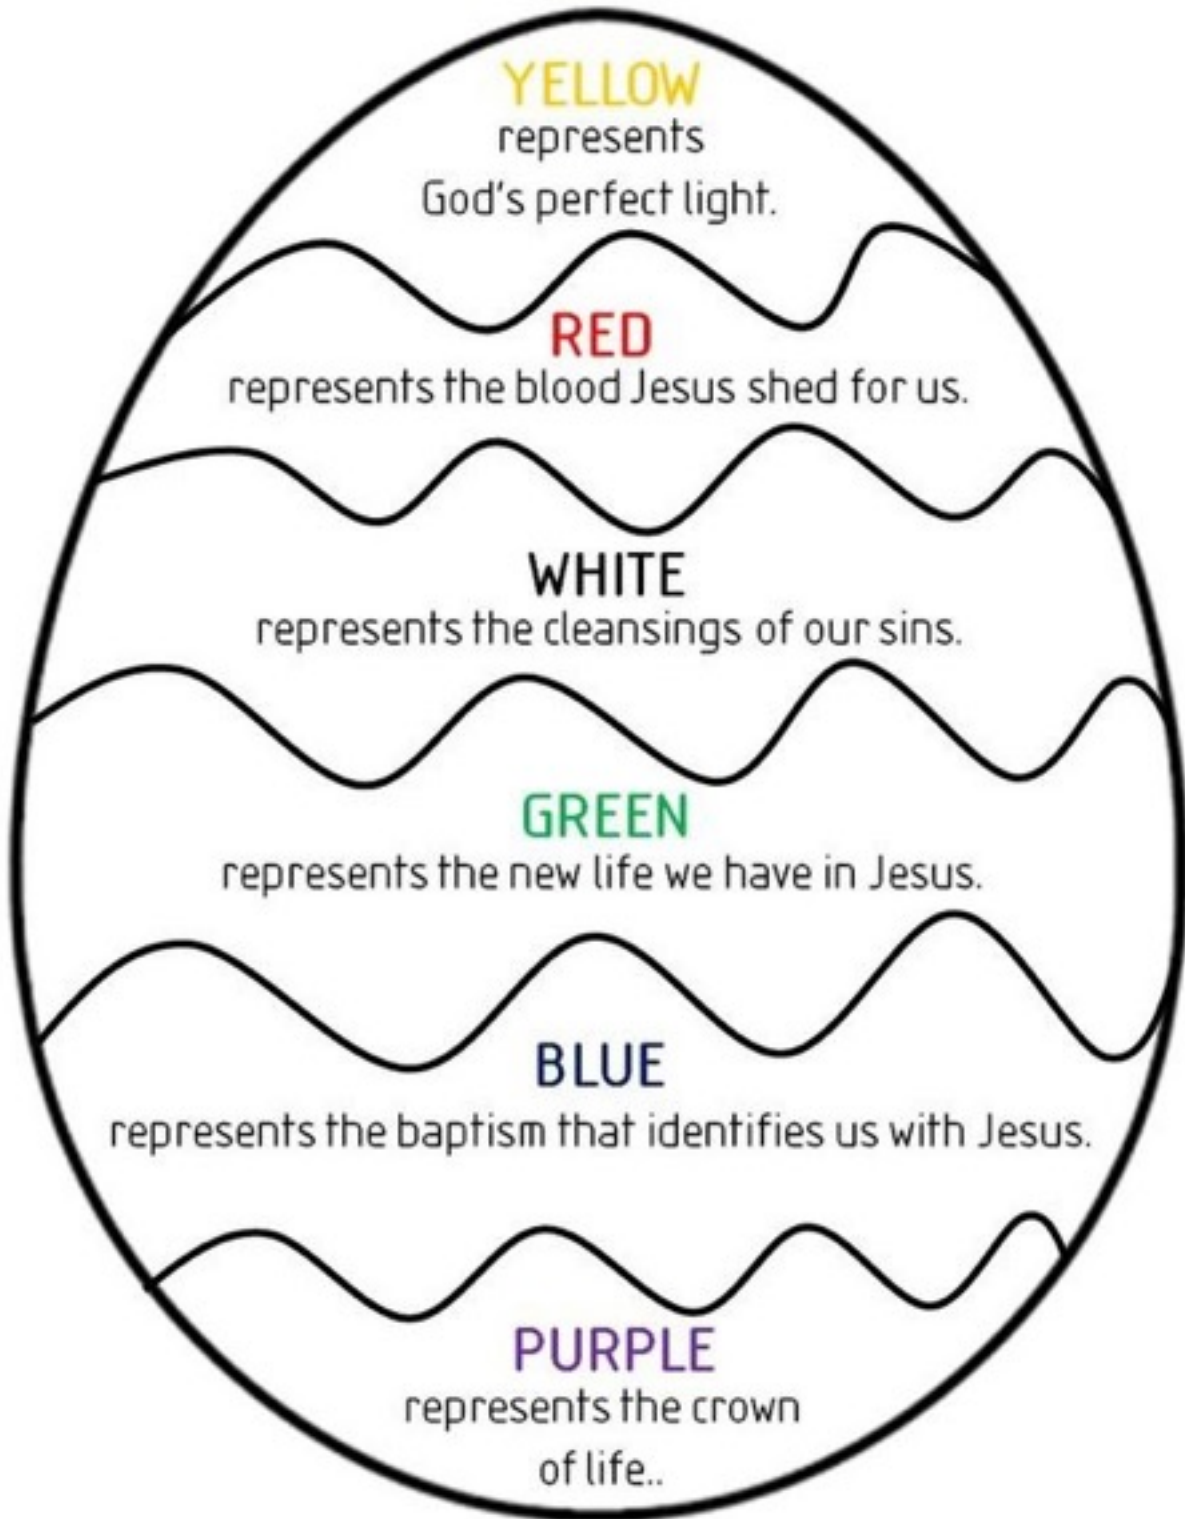 YELLOW
represents
God's perfect light.
RED
represents the blood Jesus shed for us.
WHITE
represents the cleansings of our sins.
GREEN
represents the new life we have in Jesus.
BLUE
represents the baptism that identifies us with Jesus.
PURPLE
represents the crown
of life..